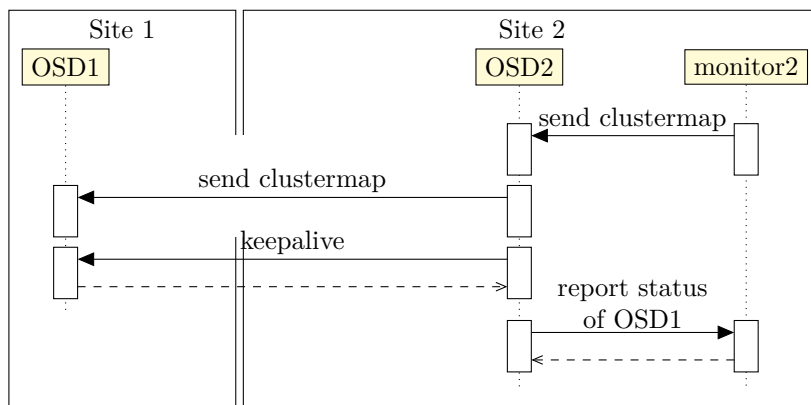 Site 1
Site 2
OSD1
OSD2
monitor2
send clustermap
send clustermap
keepalive
report status
of OSD1